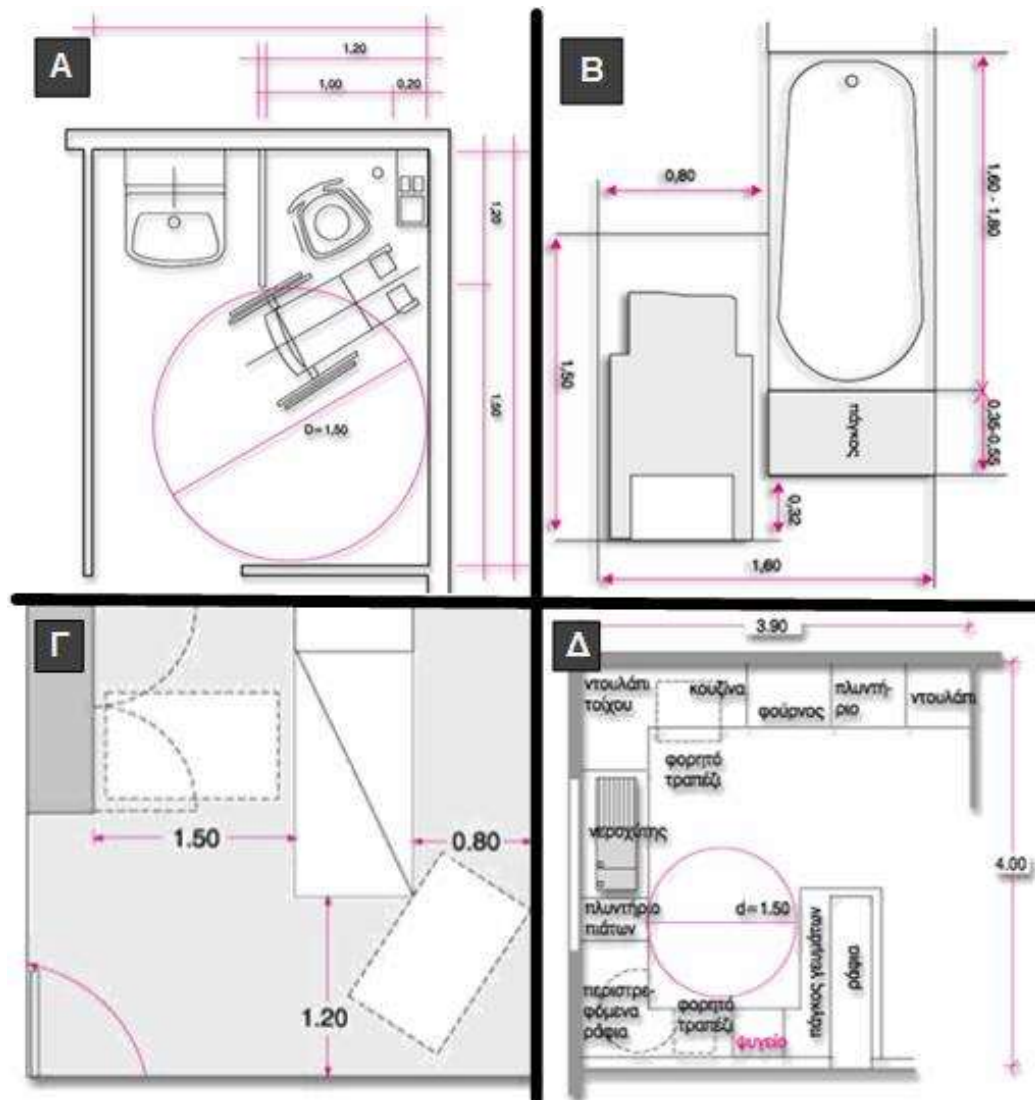 Α
1.20
1,00
0,20
1,20
1,50
D=1,50
Β
0,80
1,60 - 1,80
1,50
πάγκος
0,35-0,55
0,32
1,60
Γ
1.50
0.80
1.20
Δ
3.90
ντουλάπι
τοίχου
κουζίνα
φούρνος
πλυντή-
ριο
ντουλάπι
φορητό
τραπέζι
νεροχύτης
4.00
d=1.50
πλυντήριο
πιάτων
πάγκος γευμάτων
ράφια
περιστρε-
φόμενα
ράφια
φορητό
τραπέζι
ψυγείο